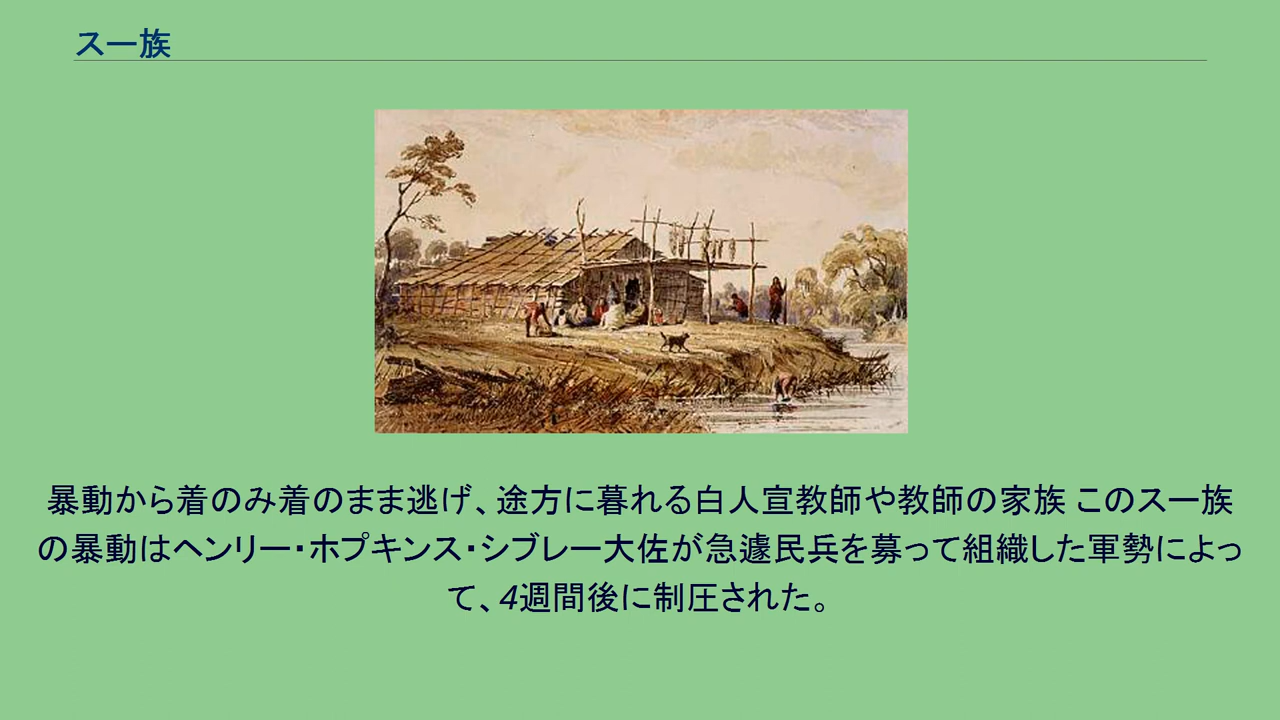 スー族
暴動から着のみ着のまま逃げ、途方に暮れる白人宣教師や教師の家族 このスー族
の暴動はヘンリー・ホプキンス・シブレー大佐が急遽民兵を募って組織した軍勢によっ
て、4週間後に制圧された。